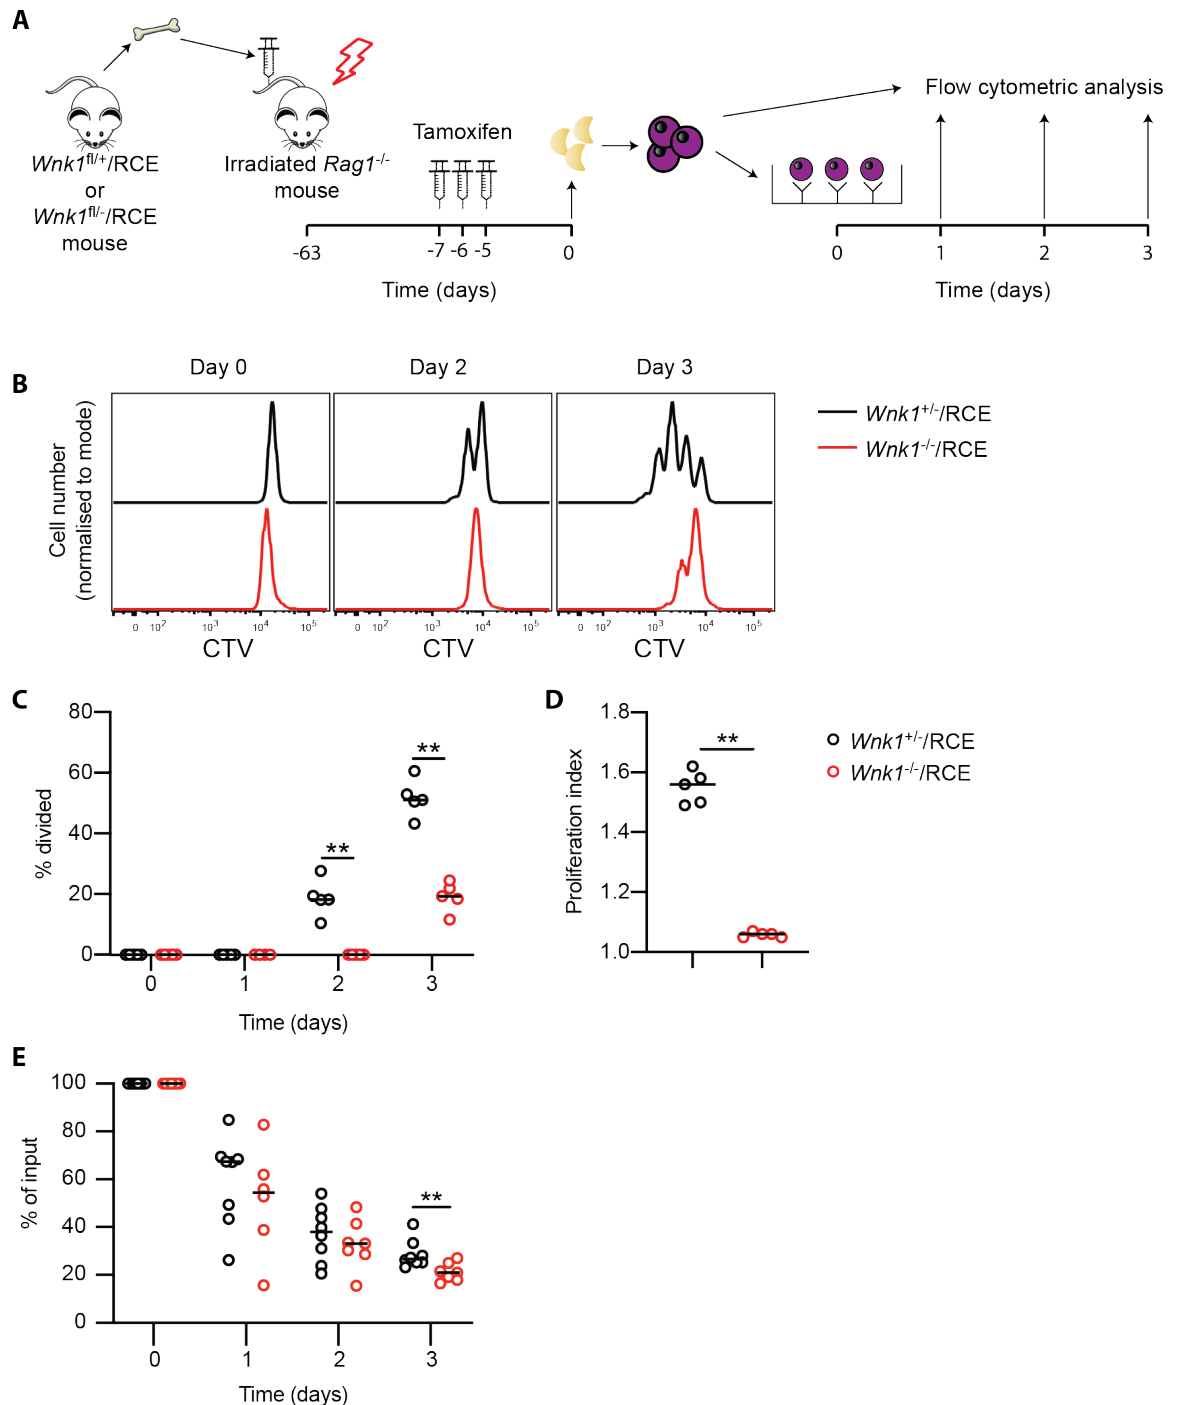 A
Wnk1fl/+/RCE
or
Wnk1fl/-/RCE
mouse
Irradiated Rag1-/-
mouse
Tamoxifen
Flow cytometric analysis
-63
-7 -6 -5
0
Time (days)
0 1 2 3
Time (days)
B
Day 0
Day 2
Day 3
Cell number
(normalised to mode)
Wnk1+/-/RCE
Wnk1-/-/RCE
0 10² 10³ 10⁴ 10⁵
0 10² 10³ 10⁴ 10⁵
0 10² 10³ 10⁴ 10⁵
CTV
CTV
CTV
C
% divided
80
60
40
20
0
**
**
0 1 2 3
Time (days)
D
Proliferation index
1.8
1.6
1.4
1.2
1.0
**
Wnk1+/-/RCE
Wnk1-/-/RCE
E
% of input
100
80
60
40
20
0
**
0 1 2 3
Time (days)